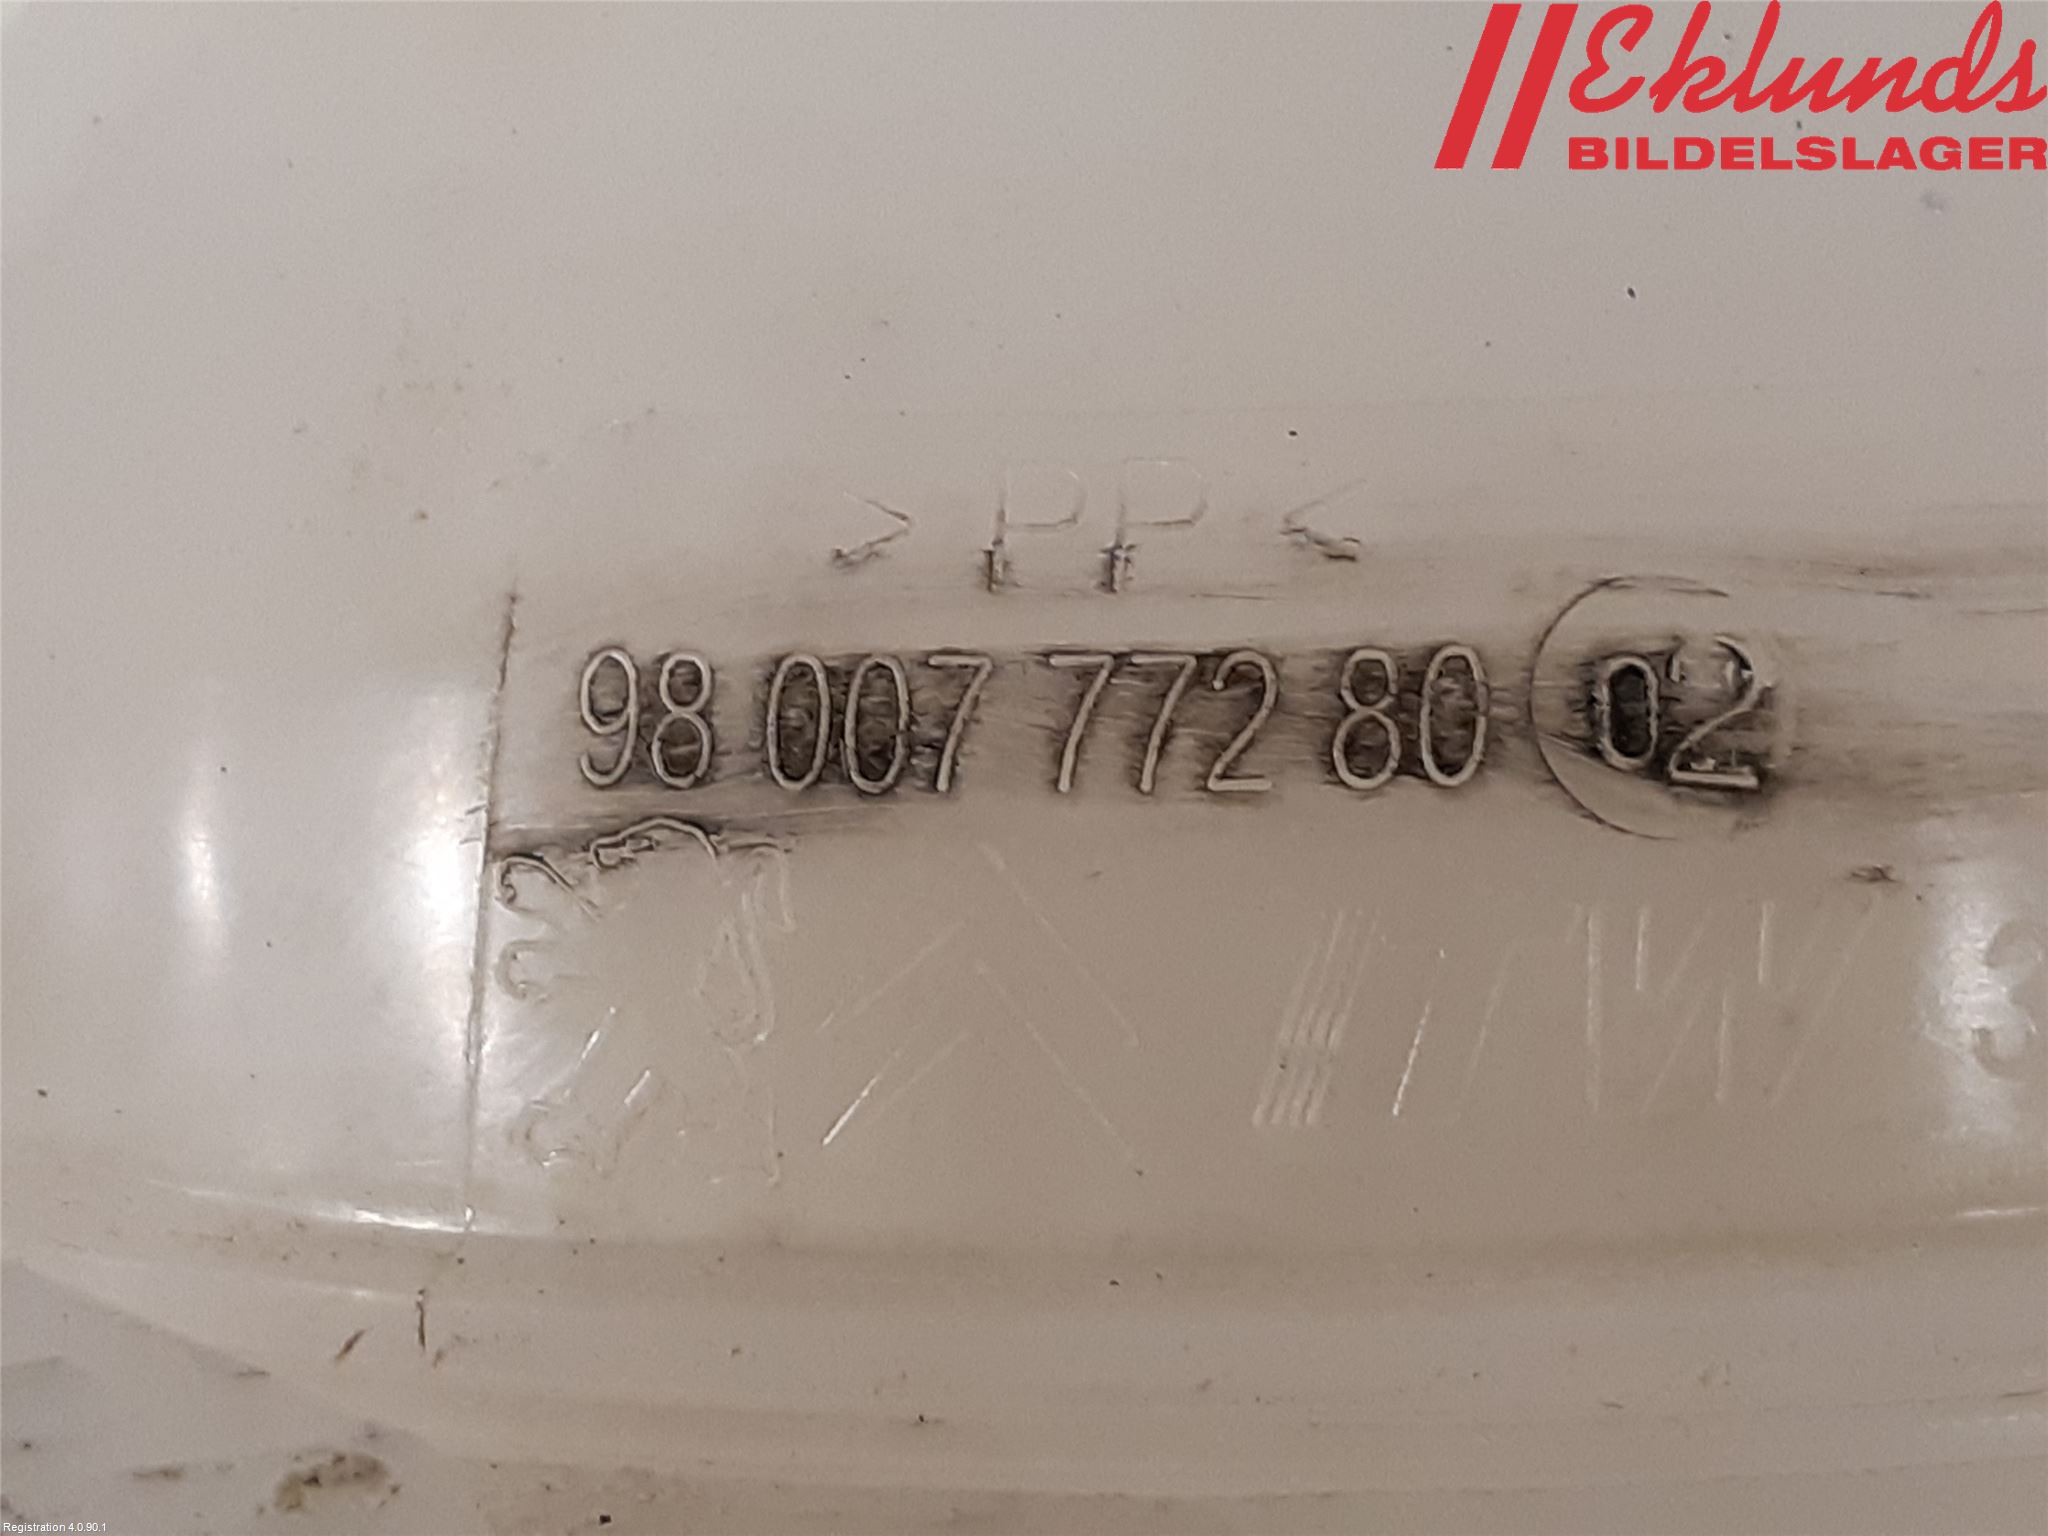 Eklunds
BILDELSLAGER
>PP<
98 007 772 80 02
Registration 4.0.90.1